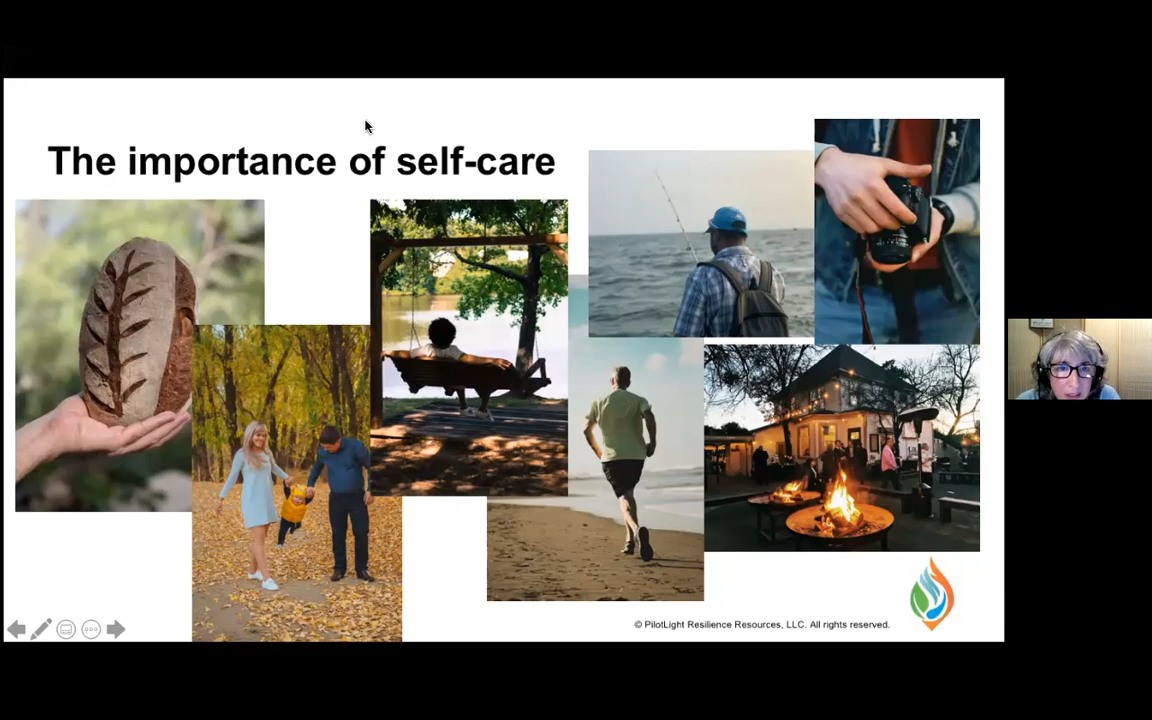 The importance of self-care
© PilotLight Resilience Resources, LLC. All rights reserved.